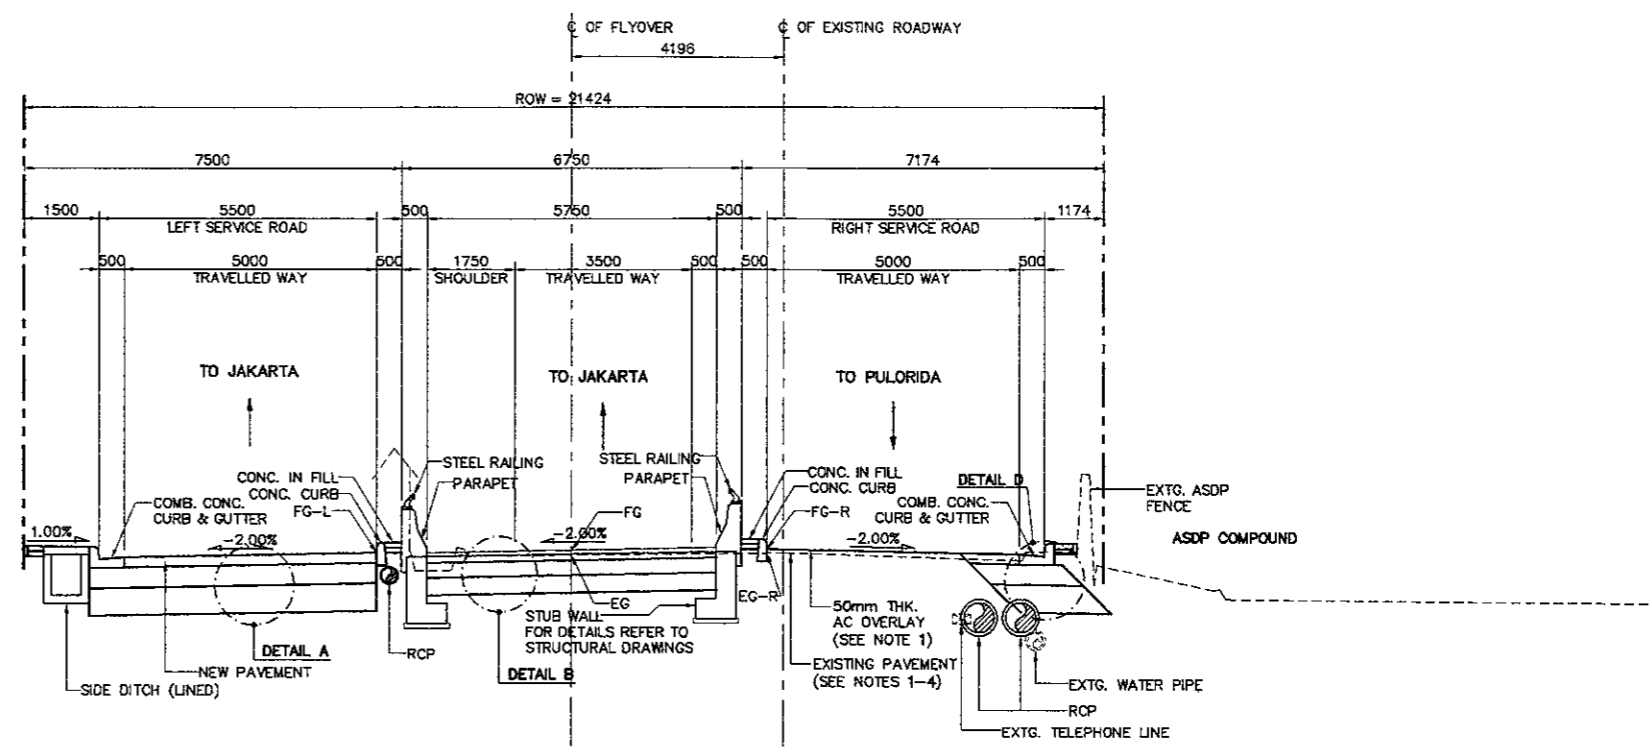 ℄ OF FLYOVER
℄ OF EXISTING ROADWAY
4196
ROW = 21424
7500
6750
7174
1500
5500
500
5750
500
5500
1174
LEFT SERVICE ROAD
RIGHT SERVICE ROAD
500
5000
500
1750
3500
500
500
5000
500
TRAVELLED WAY
SHOULDER
TRAVELLED WAY
TRAVELLED WAY
TO JAKARTA
TO JAKARTA
TO PULORIDA
STEEL RAILING
STEEL RAILING
CONC. IN FILL
PARAPET
PARAPET
CONC. IN FILL
CONC. CURB
CONC. CURB
DETAIL D
COMB. CONC.
CURB & GUTTER
FG-L
FG
FG-R
COMB. CONC.
CURB & GUTTER
EXTG. ASDP
FENCE
ASDP COMPOUND
1.00%
-2.00%
-2.00%
-2.00%
EG
EG-R
STUB WALL
FOR DETAILS REFER TO
STRUCTURAL DRAWINGS
50mm THK.
AC OVERLAY
(SEE NOTE 1)
DETAIL A
RCP
NEW PAVEMENT
DETAIL B
EXISTING PAVEMENT
(SEE NOTES 1-4)
SIDE DITCH (LINED)
EXTG. WATER PIPE
RCP
EXTG. TELEPHONE LINE